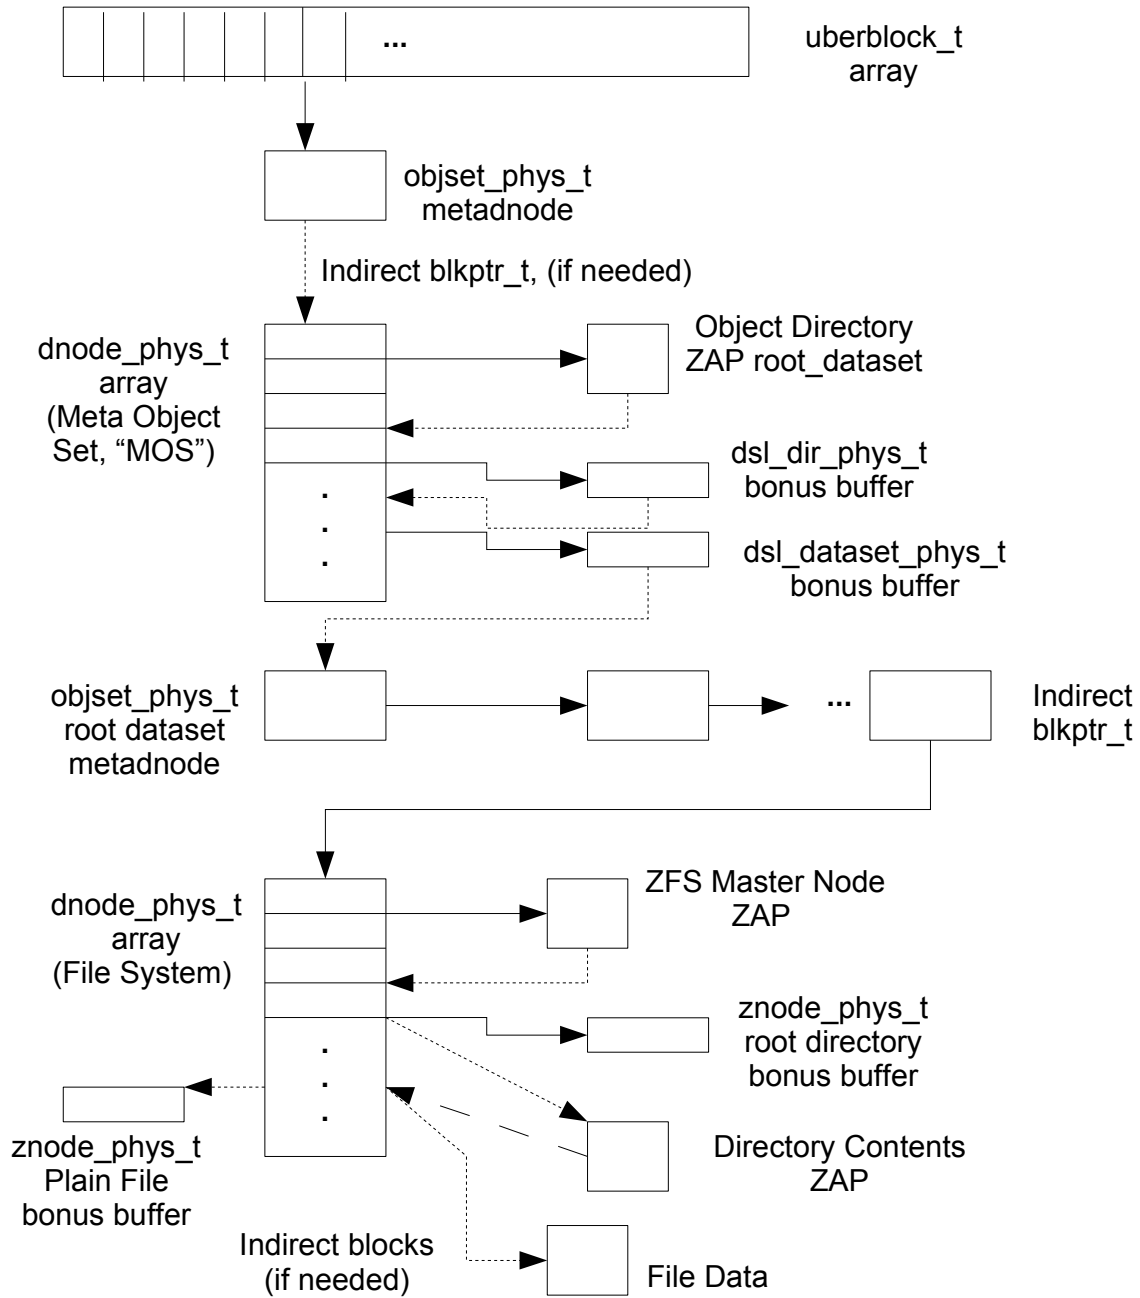 ...
uberblock_t
array
objset_phys_t
metadnode
Indirect blkptr_t, (if needed)
dnode_phys_t
array
(Meta Object
Set, “MOS”)
Object Directory
ZAP root_dataset
dsl_dir_phys_t
bonus buffer
.
.
.
dsl_dataset_phys_t
bonus buffer
objset_phys_t
root dataset
metadnode
...
Indirect
blkptr_t
dnode_phys_t
array
(File System)
ZFS Master Node
ZAP
znode_phys_t
root directory
bonus buffer
.
.
.
znode_phys_t
Plain File
bonus buffer
Directory Contents
ZAP
Indirect blocks
(if needed)
File Data